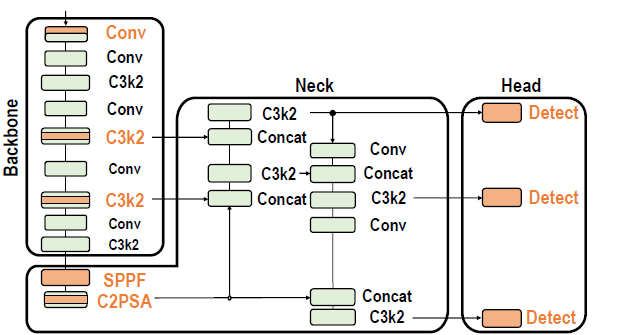 Backbone
Conv
Conv
C3k2
Conv
C3k2
Conv
C3k2
Conv
C3k2
SPPF
C2PSA
Neck
C3k2
Concat
C3k2
Concat
Conv
Concat
C3k2
Conv
Concat
C3k2
Head
Detect
Detect
Detect